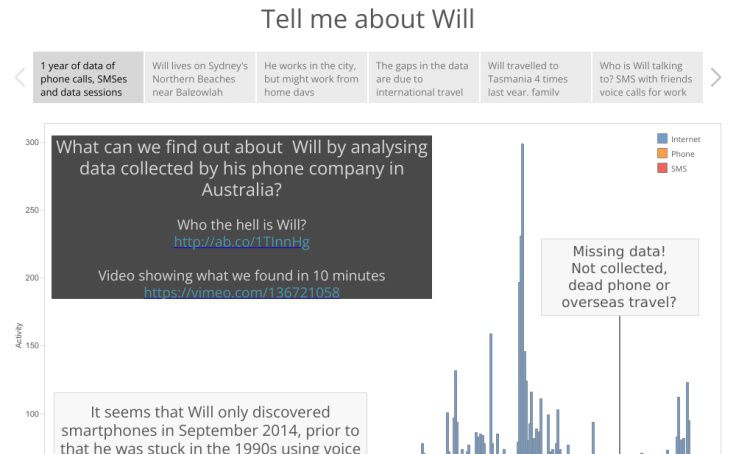 Tell me about Will
1 year of data of
phone calls, SMSes
and data sessions
Will lives on Sydney's
Northern Beaches
near Balgowlah
He works in the city,
but might work from
home days
The gaps in the data
are due to
international travel
Will travelled to
Tasmania 4 times
last year, family
Who is Will talking
to? SMS with friends
voice calls for work
What can we find out about Will by analysing
data collected by his phone company in
Australia?
Who the hell is Will?
http://ab.co/1TInnHg
Video showing what we found in 10 minutes
https://vimeo.com/136721058
Internet
Phone
SMS
Missing data!
Not collected,
dead phone or
overseas travel?
300
250
200
150
100
Activity
It seems that Will only discovered
smartphones in September 2014, prior to
that he was stuck in the 1990s using voice